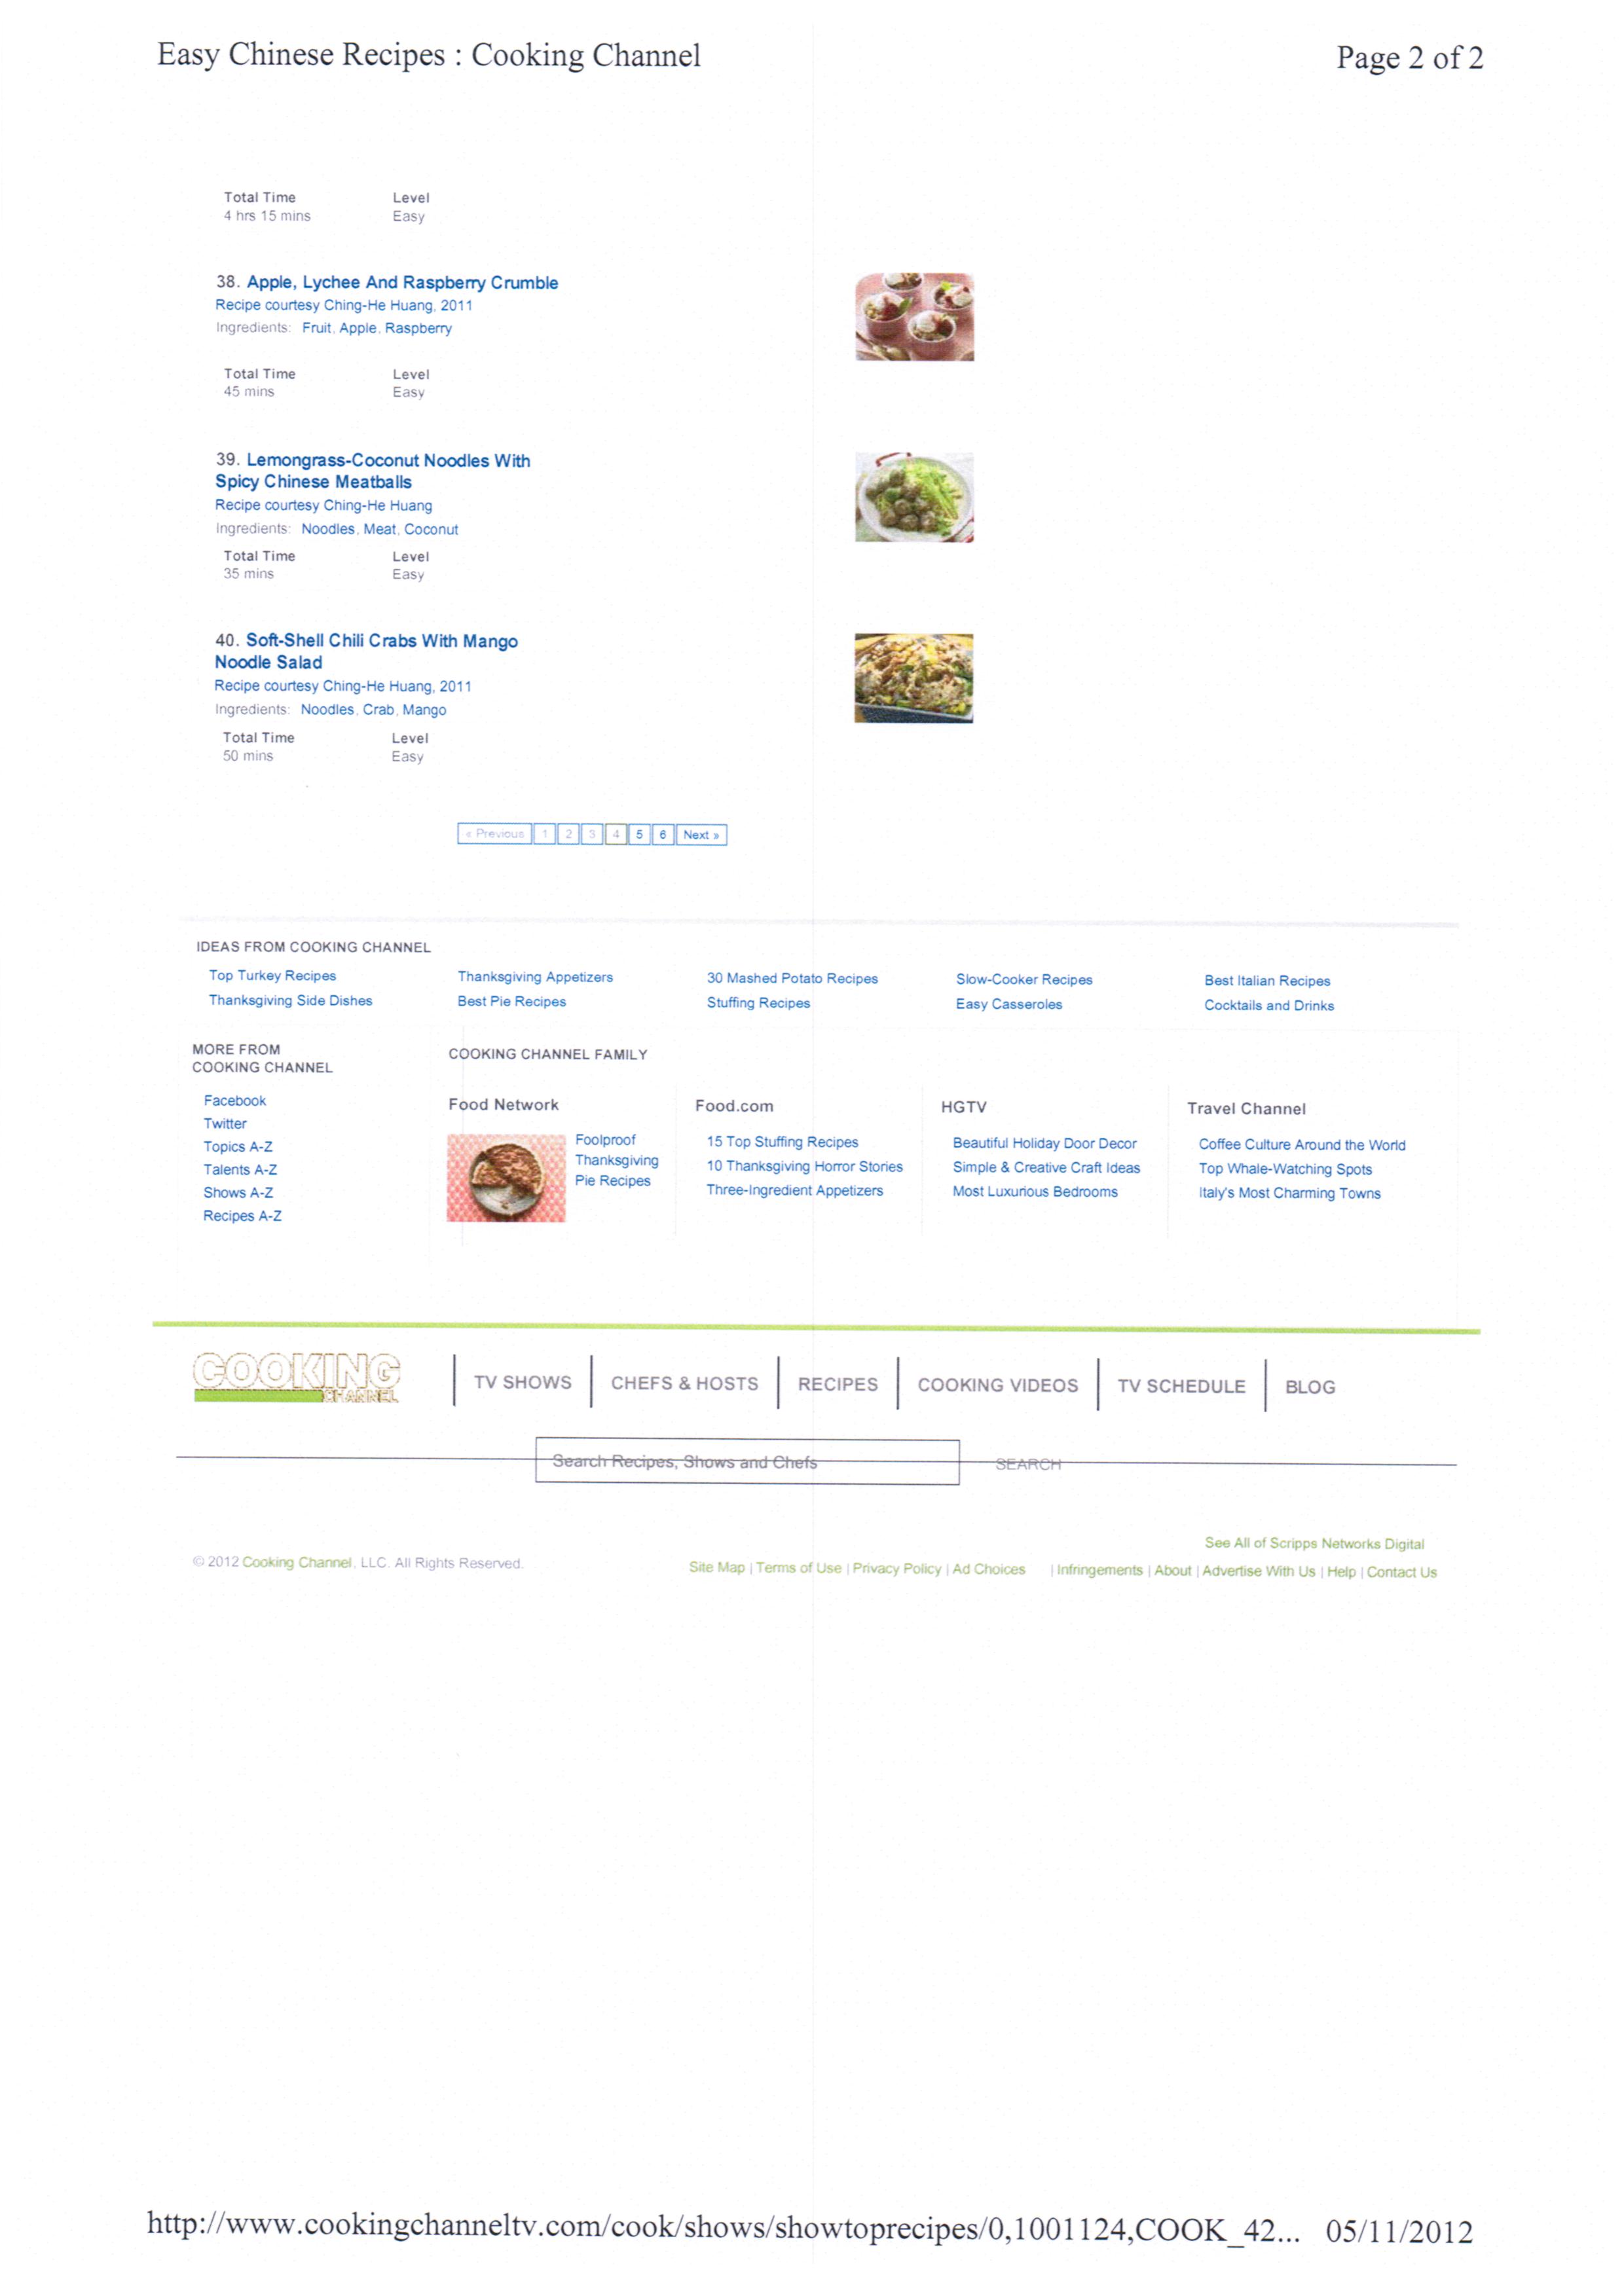 Easy Chinese Recipes : Cooking Channel Page 2 of 2
Total Time Level
4 hrs 15 mins Easy
38. Apple, Lychee And Raspberry Crumble
Recipe courtesy Ching-He Huang, 2011
Ingredients: Fruit, Apple, Raspberry
Total Time Level
45 mins Easy
39. Lemongrass-Coconut Noodles With
Spicy Chinese Meatballs
Recipe courtesy Ching-He Huang
Ingredients: Noodles, Meat, Coconut
Total Time Level
35 mins Easy
40. Soft-Shell Chili Crabs With Mango
Noodle Salad
Recipe courtesy Ching-He Huang, 2011
Ingredients: Noodles, Crab, Mango
Total Time Level
50 mins Easy
« Previous 1 2 3 4 5 6 Next »
IDEAS FROM COOKING CHANNEL
Top Turkey Recipes Thanksgiving Appetizers 30 Mashed Potato Recipes Slow-Cooker Recipes Best Italian Recipes
Thanksgiving Side Dishes Best Pie Recipes Stuffing Recipes Easy Casseroles Cocktails and Drinks
MORE FROM
COOKING CHANNEL
Facebook
Twitter
Topics A-Z
Talents A-Z
Shows A-Z
Recipes A-Z
COOKING CHANNEL FAMILY
Food Network
Foolproof
Thanksgiving
Pie Recipes
Food.com
15 Top Stuffing Recipes
10 Thanksgiving Horror Stories
Three-Ingredient Appetizers
HGTV
Beautiful Holiday Door Decor
Simple & Creative Craft Ideas
Most Luxurious Bedrooms
Travel Channel
Coffee Culture Around the World
Top Whale-Watching Spots
Italy's Most Charming Towns
COOKING
CHANNEL
TV SHOWS CHEFS & HOSTS RECIPES COOKING VIDEOS TV SCHEDULE BLOG
Search Recipes, Shows and Chefs SEARCH
See All of Scripps Networks Digital
© 2012 Cooking Channel, LLC. All Rights Reserved. Site Map | Terms of Use | Privacy Policy | Ad Choices | Infringements | About | Advertise With Us | Help | Contact Us
http://www.cookingchanneltv.com/cook/shows/showtoprecipes/0,1001124,COOK_42... 05/11/2012